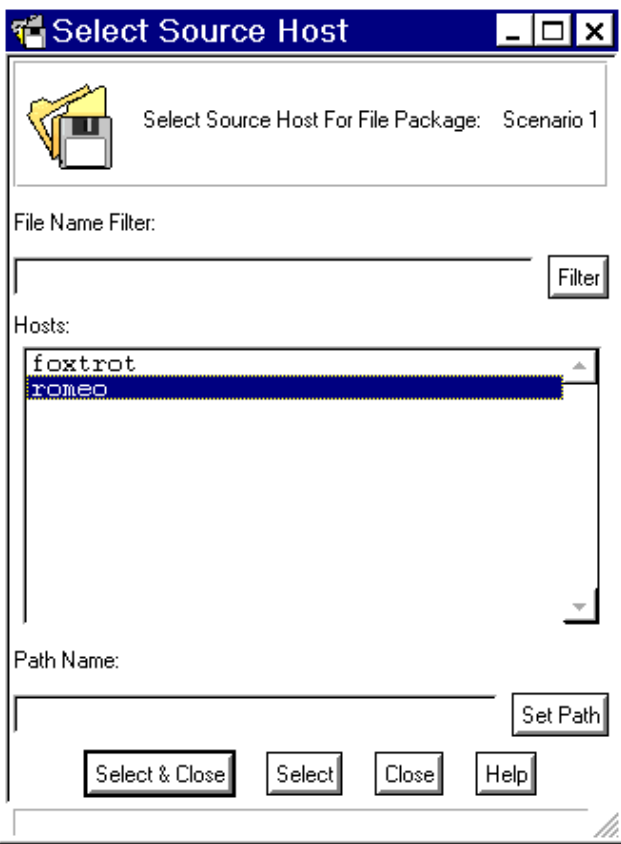 Select Source Host
Select Source Host For File Package: Scenario 1
File Name Filter:
Filter
Hosts:
foxtrot
romeo
Path Name:
Set Path
Select & Close Select Close Help